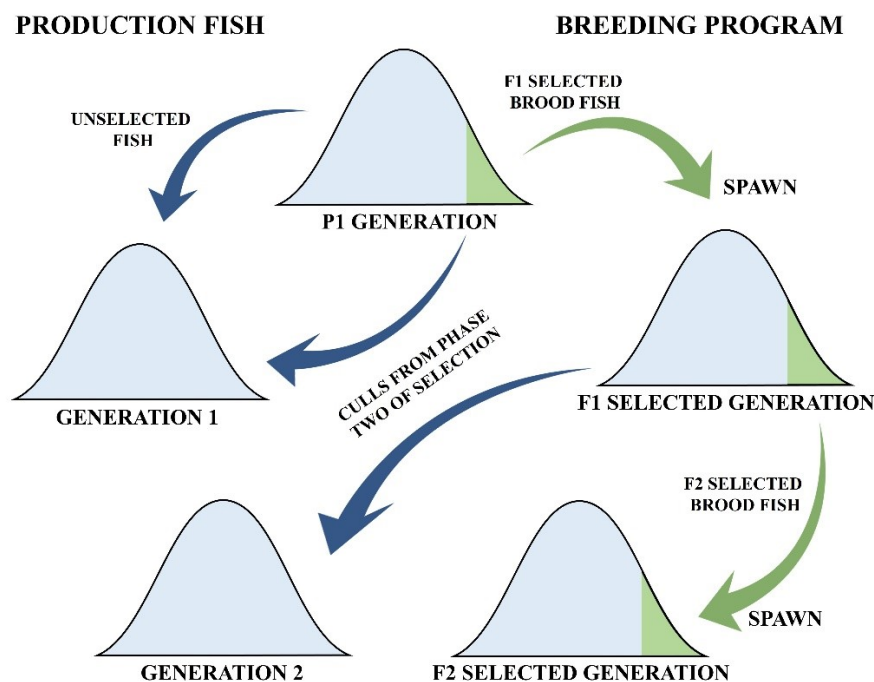 PRODUCTION FISH
BREEDING PROGRAM
F1 SELECTED
BROOD FISH
UNSELECTED
FISH
SPAWN
P1 GENERATION
CULLS FROM PHASE
TWO OF SELECTION
GENERATION 1
F1 SELECTED GENERATION
F2 SELECTED
BROOD FISH
SPAWN
GENERATION 2
F2 SELECTED GENERATION